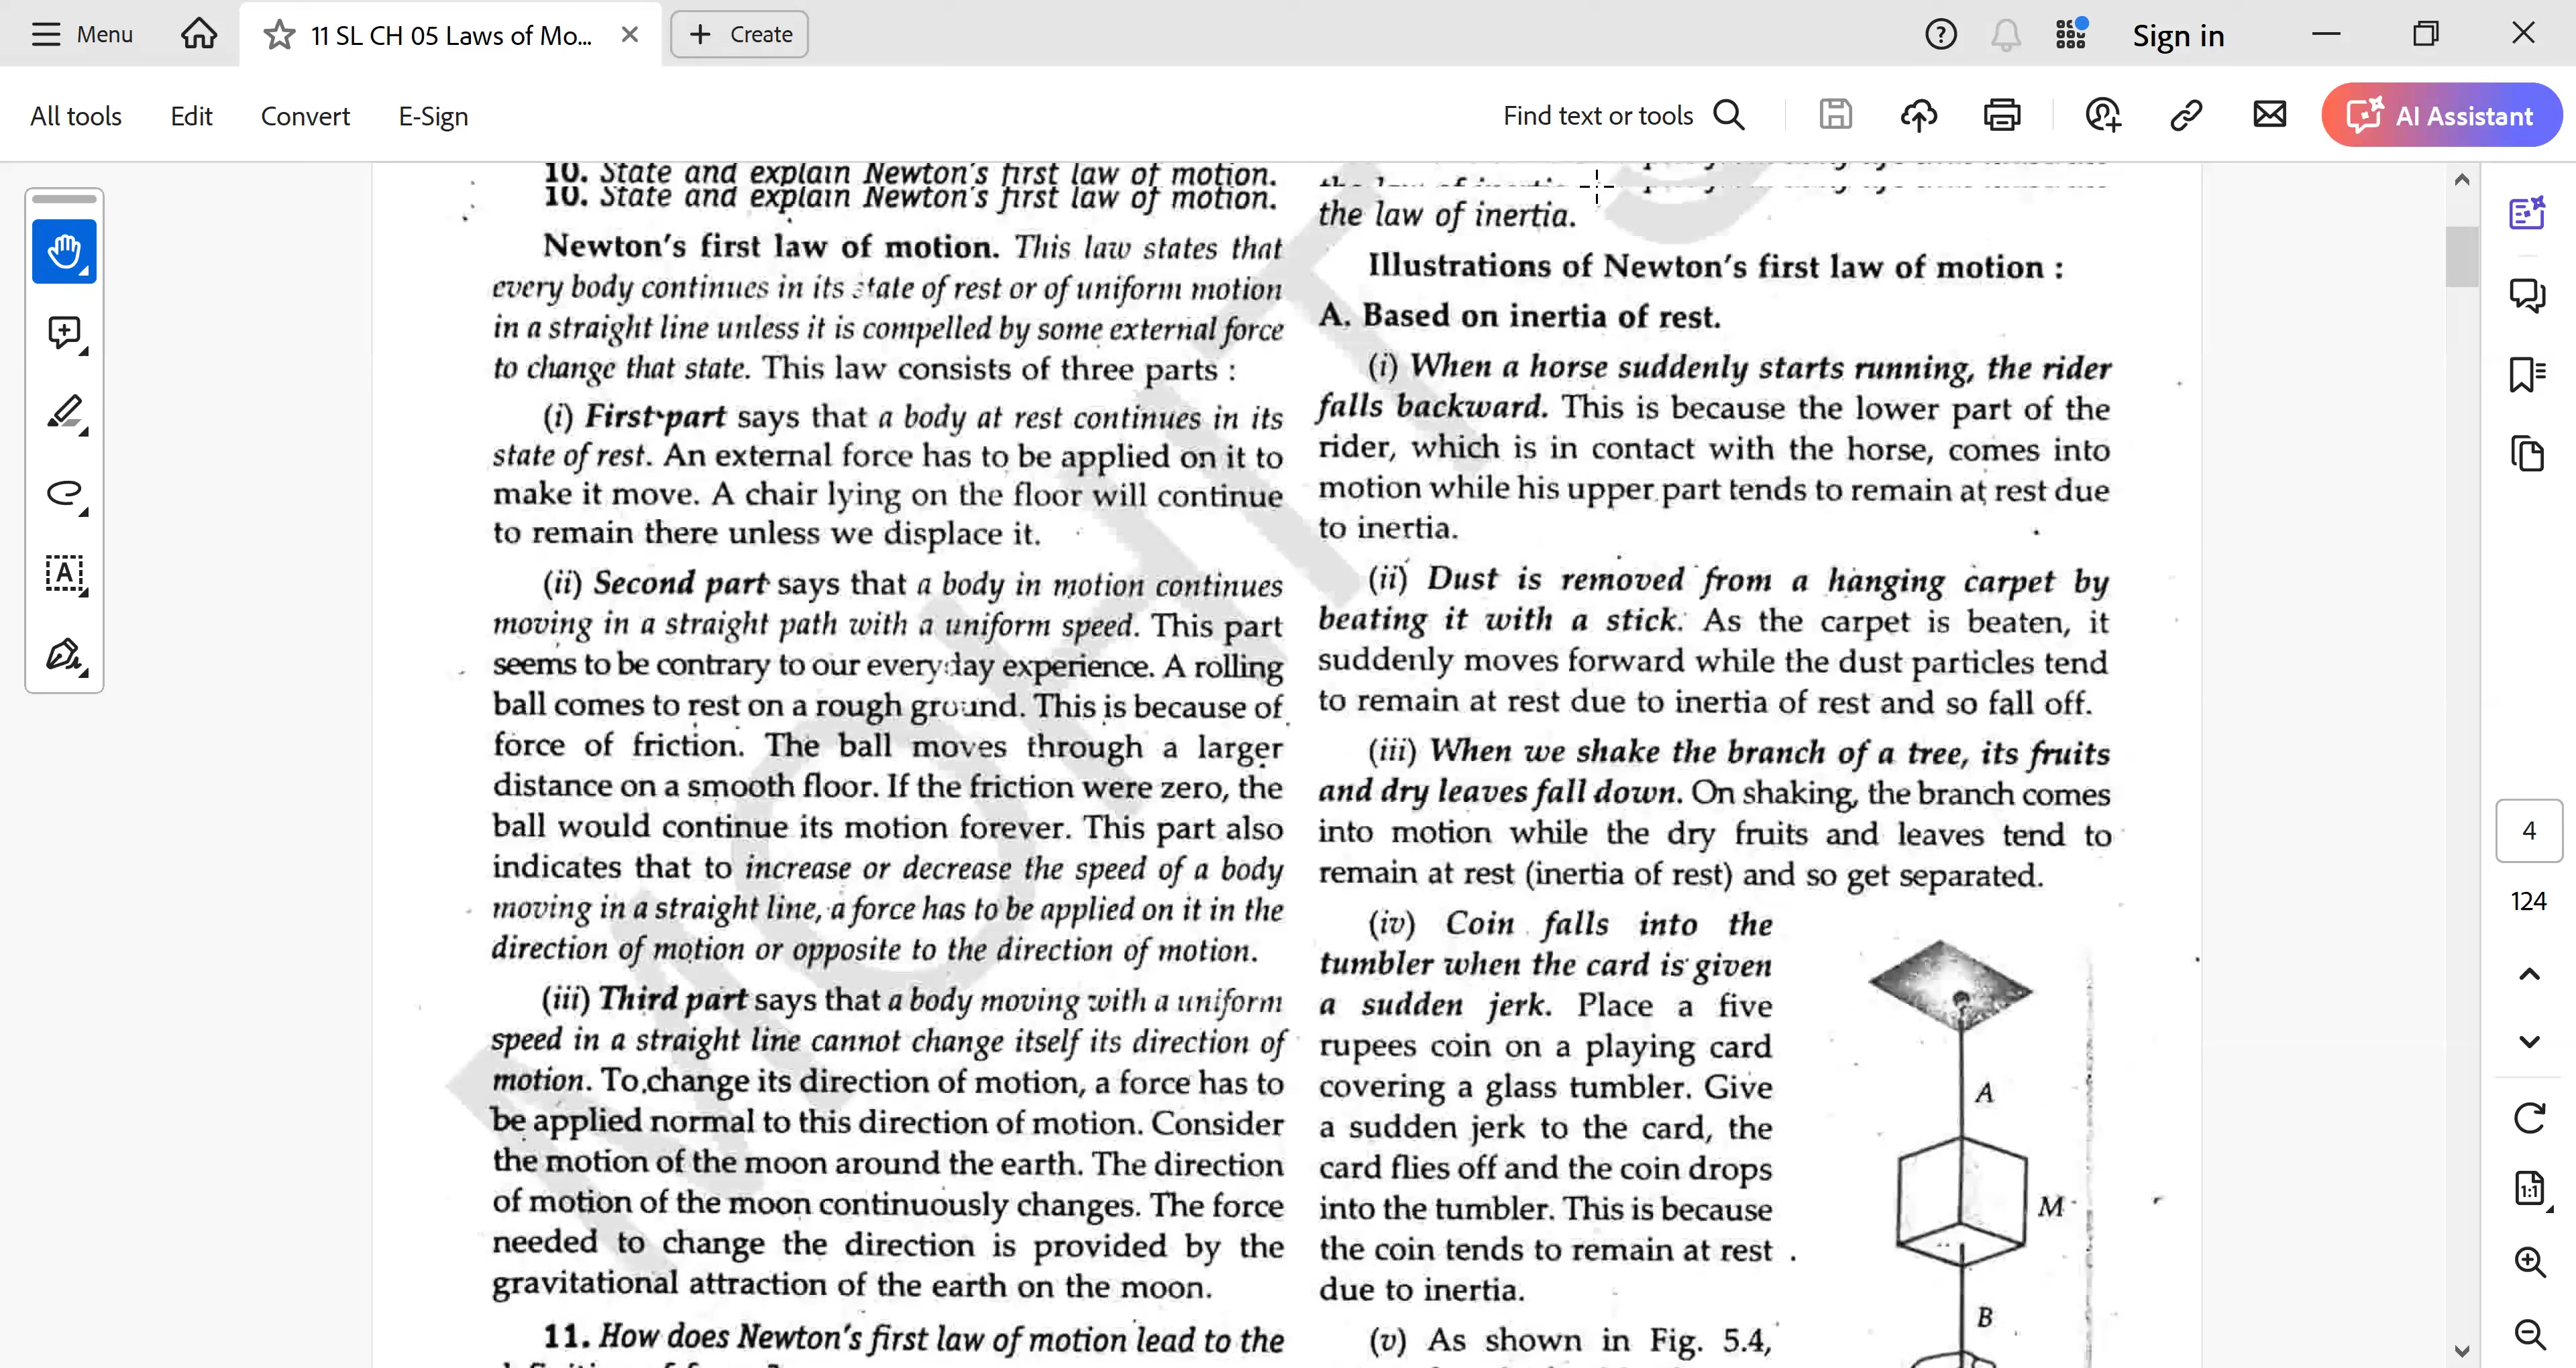 Menu
11 SL CH 05 Laws of Mo...
Create
Sign in
All tools
Edit
Convert
E-Sign
Find text or tools
AI Assistant
10. State and explain Newton's first law of motion.
10. State and explain Newton's first law of motion.
Newton's first law of motion. This law states that
every body continues in its state of rest or of uniform motion
in a straight line unless it is compelled by some external force
to change that state. This law consists of three parts :
(i) First part says that a body at rest continues in its
state of rest. An external force has to be applied on it to
make it move. A chair lying on the floor will continue
to remain there unless we displace it.
(ii) Second part says that a body in motion continues
moving in a straight path with a uniform speed. This part
seems to be contrary to our everyday experience. A rolling
ball comes to rest on a rough ground. This is because of
force of friction. The ball moves through a larger
distance on a smooth floor. If the friction were zero, the
ball would continue its motion forever. This part also
indicates that to increase or decrease the speed of a body
moving in a straight line, a force has to be applied on it in the
direction of motion or opposite to the direction of motion.
(iii) Third part says that a body moving with a uniform
speed in a straight line cannot change itself its direction of
motion. To change its direction of motion, a force has to
be applied normal to this direction of motion. Consider
the motion of the moon around the earth. The direction
of motion of the moon continuously changes. The force
needed to change the direction is provided by the
gravitational attraction of the earth on the moon.
11. How does Newton's first law of motion lead to the
the law of inertia.
Illustrations of Newton's first law of motion :
A. Based on inertia of rest.
(i) When a horse suddenly starts running, the rider
falls backward. This is because the lower part of the
rider, which is in contact with the horse, comes into
motion while his upper part tends to remain at rest due
to inertia.
(ii) Dust is removed from a hanging carpet by
beating it with a stick. As the carpet is beaten, it
suddenly moves forward while the dust particles tend
to remain at rest due to inertia of rest and so fall off.
(iii) When we shake the branch of a tree, its fruits
and dry leaves fall down. On shaking, the branch comes
into motion while the dry fruits and leaves tend to
remain at rest (inertia of rest) and so get separated.
(iv) Coin falls into the
tumbler when the card is given
a sudden jerk. Place a five
rupees coin on a playing card
covering a glass tumbler. Give
a sudden jerk to the card, the
card flies off and the coin drops
into the tumbler. This is because
the coin tends to remain at rest
due to inertia.
(v) As shown in Fig. 5.4,
A
M
B
4
124
1:1